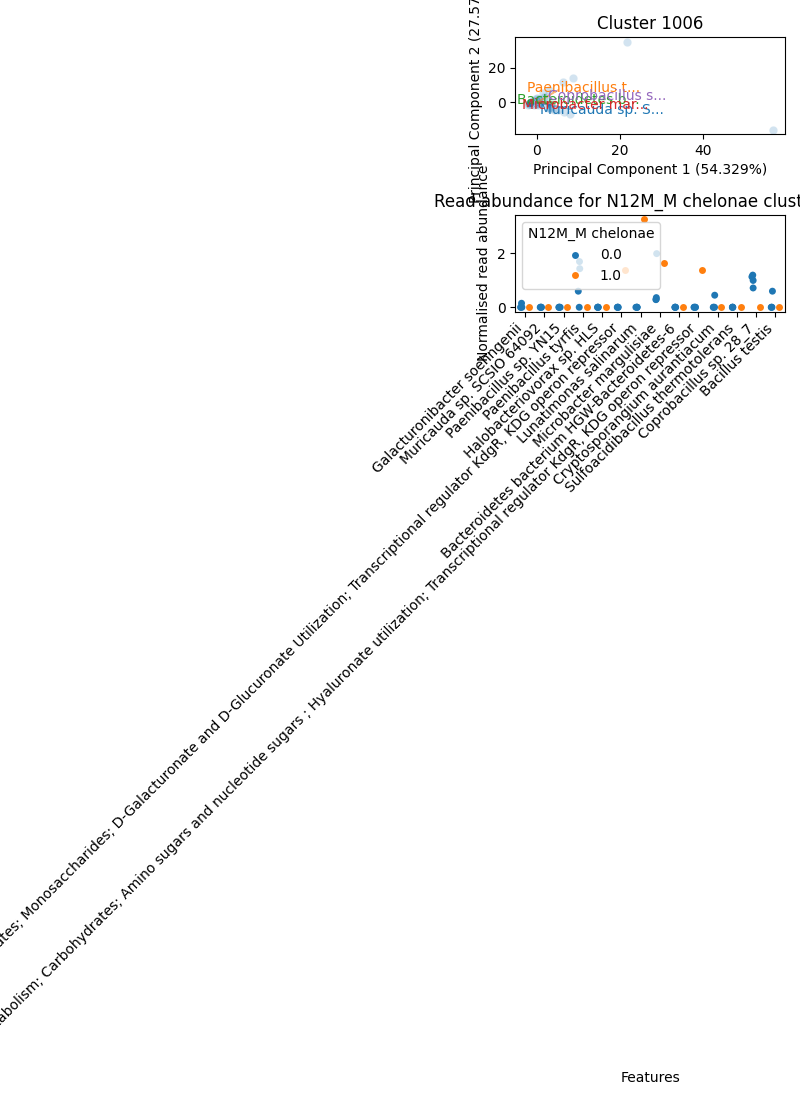 Cluster 1006
Principal Component 2 (27.57
20
0
Paenibacillus t...
Coprobacillus s...
Bacteroidetes b...
Microbacter mar...
Muricauda sp. S...
0
20
40
Principal Component 1 (54.329%)
Read abundance for N12M_M chelonae clust
Normalised read abundance
2
0
N12M_M chelonae
0.0
1.0
Galacturonibacter soehngenii
Muricauda sp. SCSIO 64092
Paenibacillus sp. YN15
Paenibacillus tyrfis
Halobacteriovorax sp. HLS
ates; Monosaccharides; D-Galacturonate and D-Glucuronate Utilization; Transcriptional regulator KdgR, KDG operon repressor
Lunatimonas salinarum
Microbacter margulisiae
Bacteroidetes bacterium HGW-Bacteroidetes-6
tabolism; Carbohydrates; Amino sugars and nucleotide sugars ; Hyaluronate utilization; Transcriptional regulator KdgR, KDG operon repressor
Cryptosporangium aurantiacum
Sulfoacidibacillus thermotolerans
Coprobacillus sp. 28_7
Bacillus testis
Features